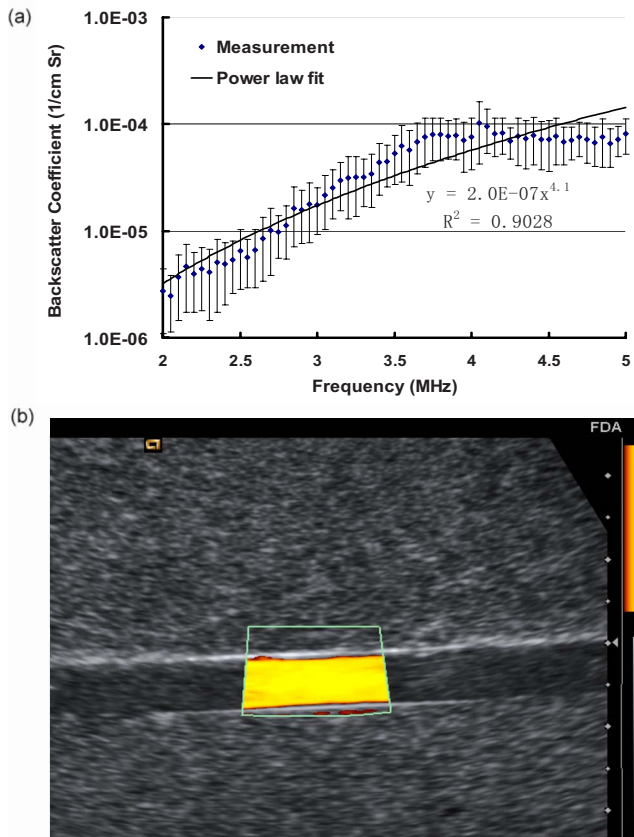 (a)
1.0E-03
1.0E-04
1.0E-05
1.0E-06
Backscatter Coefficient (1/cm Sr)
Measurement
Power law fit
y = 2.0E-07x^4.1
R² = 0.9028
2 2.5 3 3.5 4 4.5 5
Frequency (MHz)
(b)
FDA